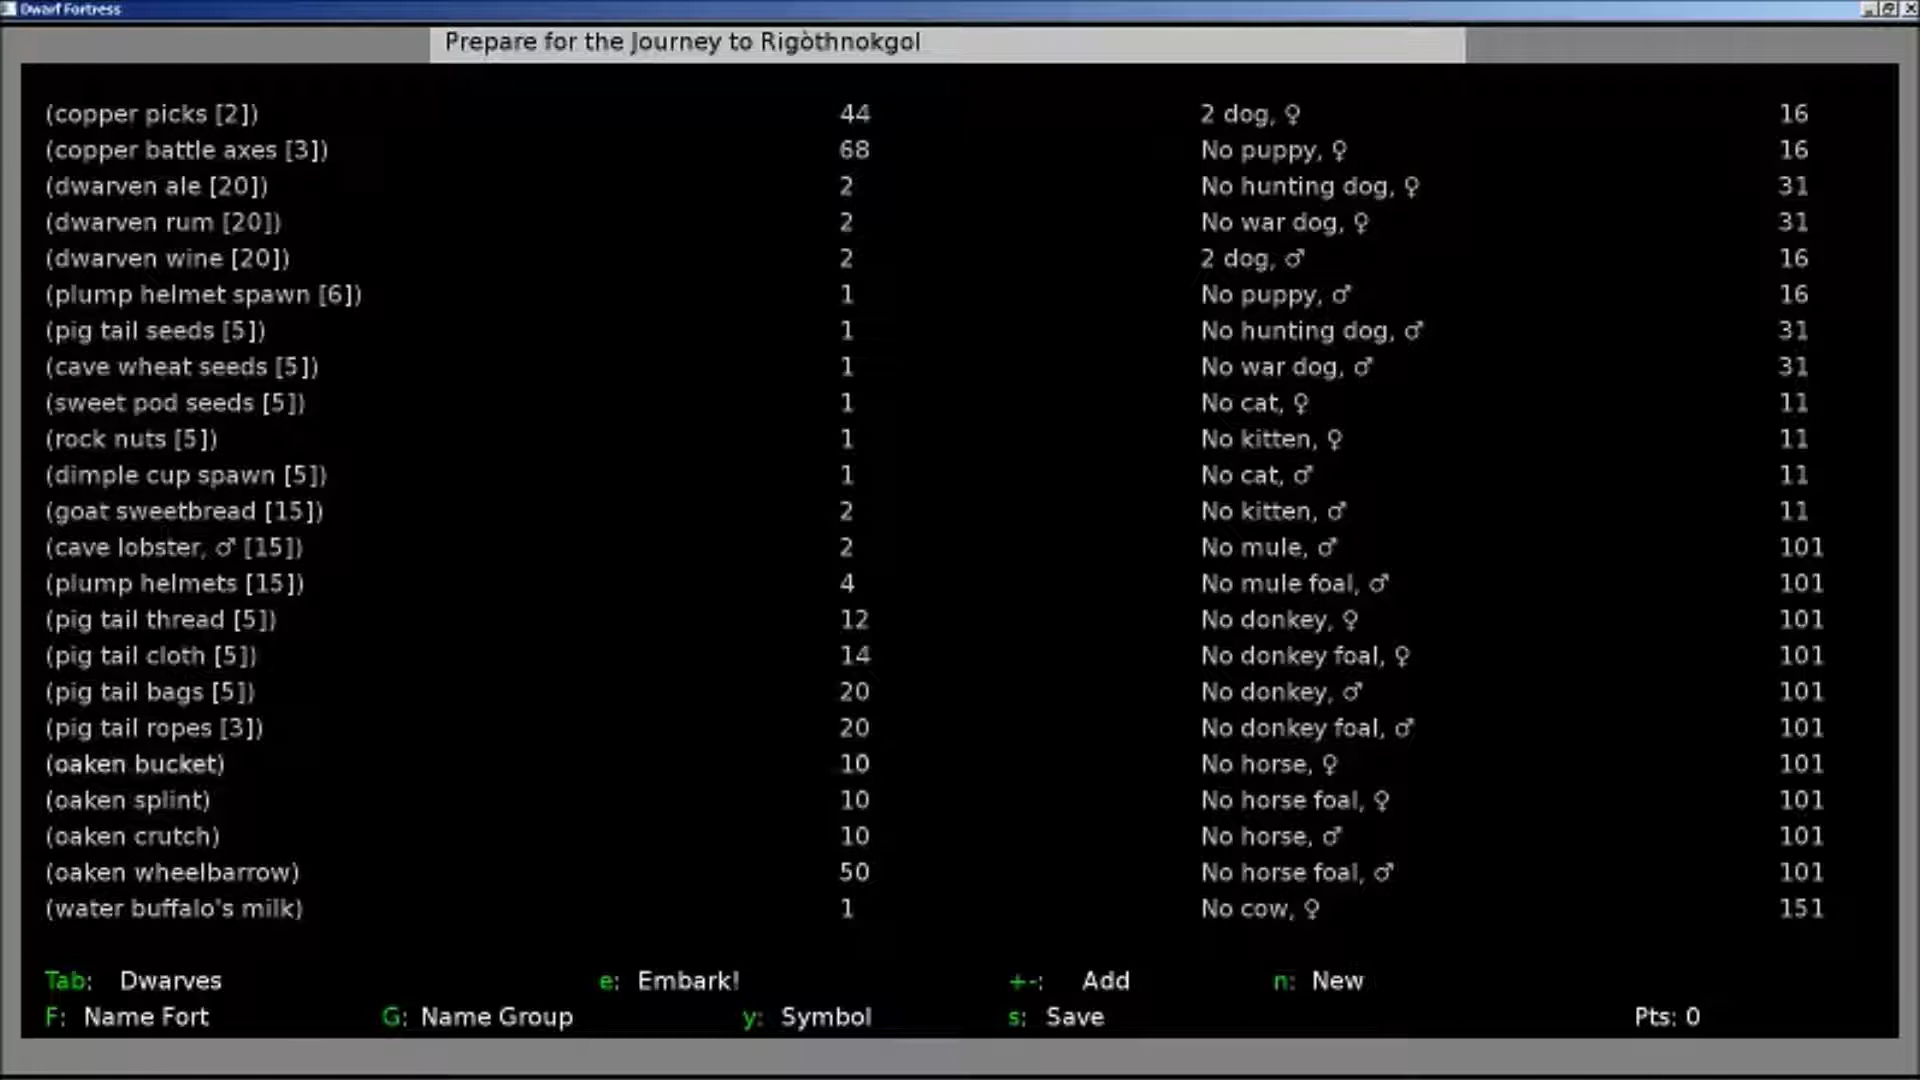 Dwarf Fortress
Prepare for the Journey to Rigòthnokgol
(copper picks [2]) 44 2 dog, ♀ 16
(copper battle axes [3]) 68 No puppy, ♀ 16
(dwarven ale [20]) 2 No hunting dog, ♀ 31
(dwarven rum [20]) 2 No war dog, ♀ 31
(dwarven wine [20]) 2 2 dog, ♂ 16
(plump helmet spawn [6]) 1 No puppy, ♂ 16
(pig tail seeds [5]) 1 No hunting dog, ♂ 31
(cave wheat seeds [5]) 1 No war dog, ♂ 31
(sweet pod seeds [5]) 1 No cat, ♀ 11
(rock nuts [5]) 1 No kitten, ♀ 11
(dimple cup spawn [5]) 1 No cat, ♂ 11
(goat sweetbread [15]) 2 No kitten, ♂ 11
(cave lobster, ♂ [15]) 2 No mule, ♂ 101
(plump helmets [15]) 4 No mule foal, ♂ 101
(pig tail thread [5]) 12 No donkey, ♀ 101
(pig tail cloth [5]) 14 No donkey foal, ♀ 101
(pig tail bags [5]) 20 No donkey, ♂ 101
(pig tail ropes [3]) 20 No donkey foal, ♂ 101
(oaken bucket) 10 No horse, ♀ 101
(oaken splint) 10 No horse foal, ♀ 101
(oaken crutch) 10 No horse, ♂ 101
(oaken wheelbarrow) 50 No horse foal, ♂ 101
(water buffalo's milk) 1 No cow, ♀ 151
Tab: Dwarves e: Embark! +-: Add n: New
F: Name Fort G: Name Group y: Symbol s: Save Pts: 0